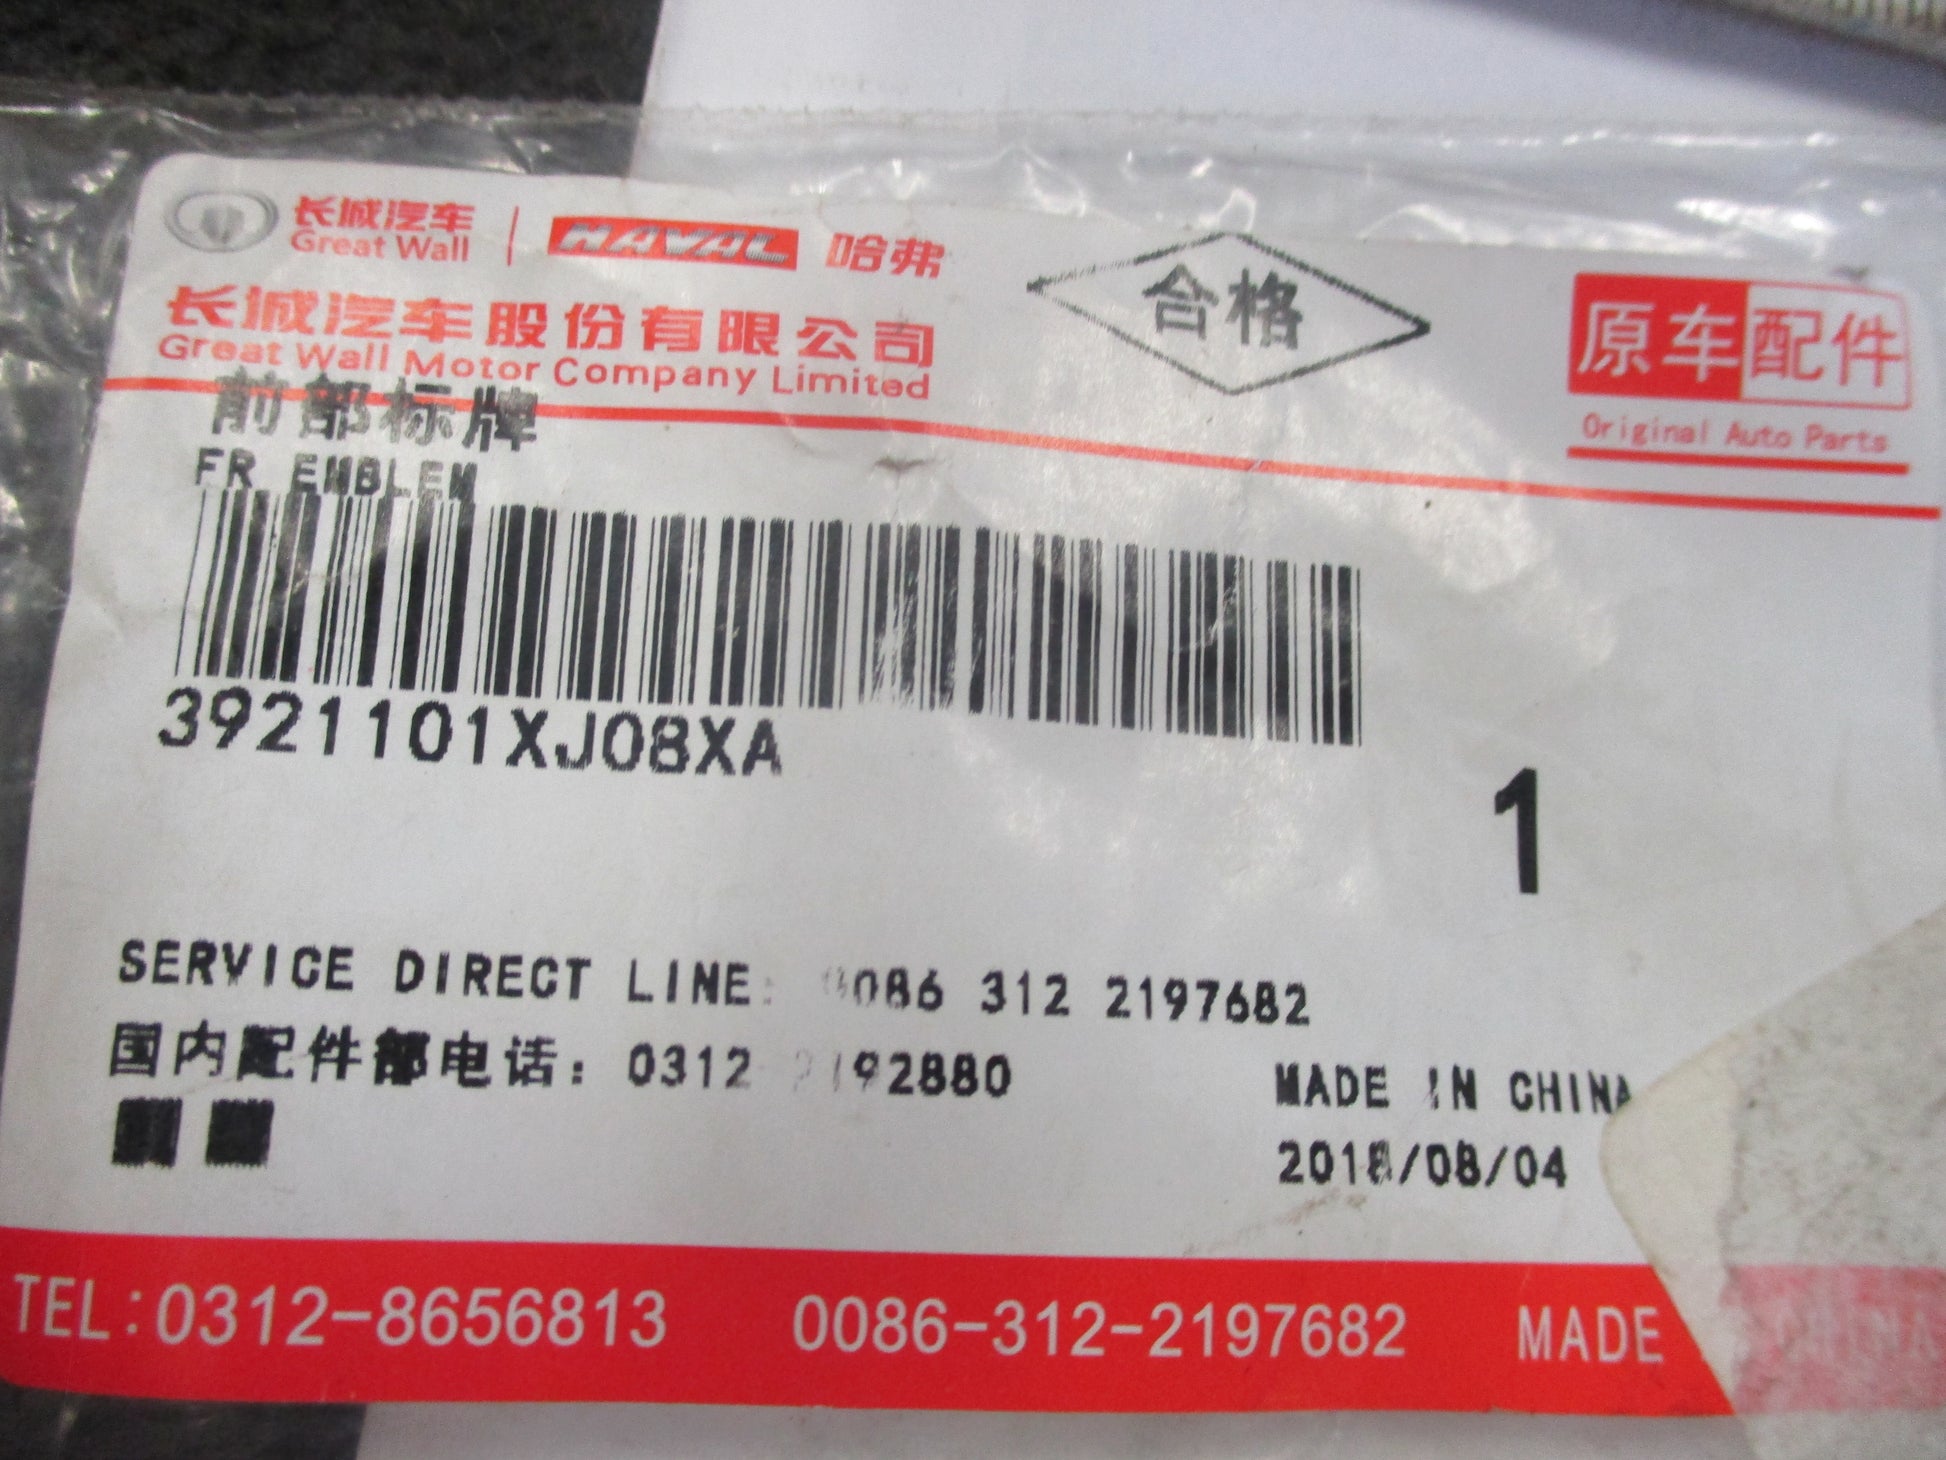 长城汽车 Great Wall | HAVAL 哈弗
长城汽车股份有限公司
Great Wall Motor Company Limited
合格
原车配件
Original Auto Parts
前部标牌
FR EMBLEM
3921101XJ08XA
1
SERVICE DIRECT LINE: 0086 312 2197682
国内配件部电话: 0312 2192880
MADE IN CHINA
2018/08/04
TEL:0312-8656813 0086-312-2197682 MADE CHINA